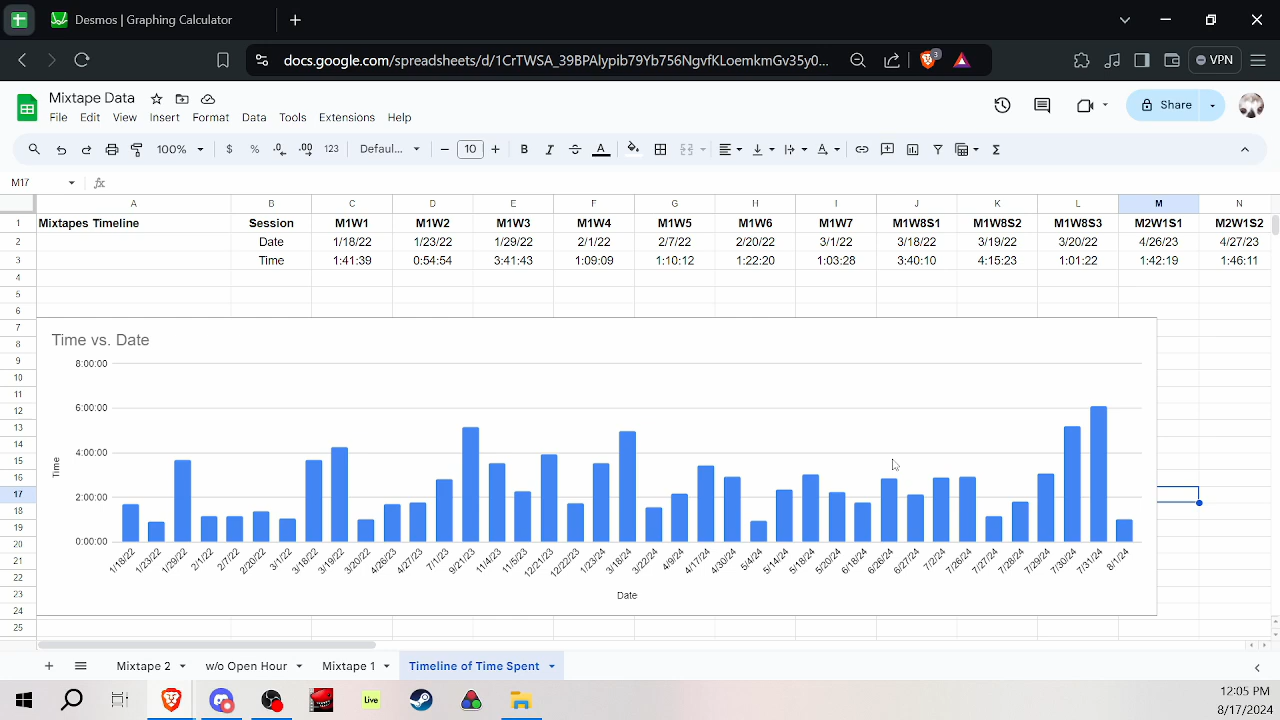 Desmos | Graphing Calculator
docs.google.com/spreadsheets/d/1CrTWSA_39BPAlypib79Yb756NgvfKLoemkmGv35y0...
3
VPN
Mixtape Data
File Edit View Insert Format Data Tools Extensions Help
Share
100% $ % .0 .00 123 Defaul... 10 B I A
M17 fx
A B C D E F G H I J K L M N
1 Mixtapes Timeline Session M1W1 M1W2 M1W3 M1W4 M1W5 M1W6 M1W7 M1W8S1 M1W8S2 M1W8S3 M2W1S1 M2W1S2
2 Date 1/18/22 1/23/22 1/29/22 2/1/22 2/7/22 2/20/22 3/1/22 3/18/22 3/19/22 3/20/22 4/26/23 4/27/23
3 Time 1:41:39 0:54:54 3:41:43 1:09:09 1:10:12 1:22:20 1:03:28 3:40:10 4:15:23 1:01:22 1:42:19 1:46:11
4
5
6
7
8
9
10
11
12
13
14
15
16
17
18
19
20
21
22
23
24
25
Time vs. Date
8:00:00
6:00:00
4:00:00
2:00:00
0:00:00
Time
1/18/22 1/23/22 1/29/22 2/1/22 2/7/22 2/20/22 3/1/22 3/18/22 3/19/22 3/20/22 4/26/23 4/27/23 7/1/23 9/21/23 11/4/23 11/5/23 12/21/23 12/22/23 1/23/24 3/18/24 3/22/24 4/9/24 4/17/24 4/30/24 5/4/24 5/14/24 5/18/24 5/20/24 6/18/24 6/26/24 6/27/24 7/2/24 7/26/24 7/27/24 7/28/24 7/29/24 7/30/24 7/31/24 8/1/24
Date
Mixtape 2 w/o Open Hour Mixtape 1 Timeline of Time Spent
Live
12:05 PM
8/17/2024